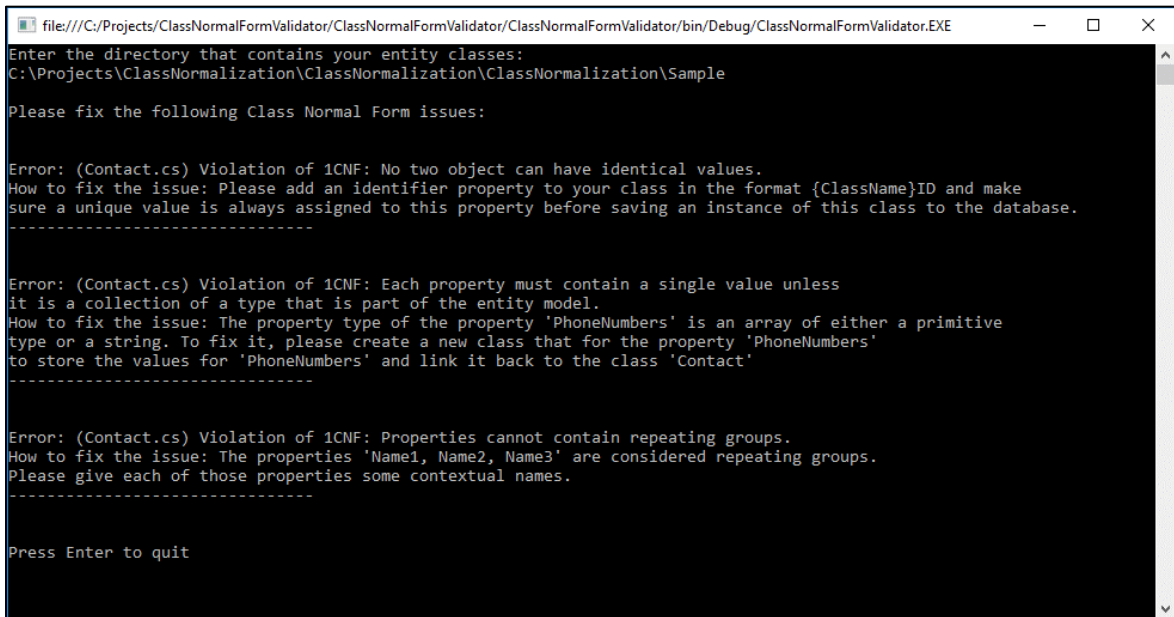 file:///C:/Projects/ClassNormalFormValidator/ClassNormalFormValidator/ClassNormalFormValidator/bin/Debug/ClassNormalFormValidator.EXE
Enter the directory that contains your entity classes:
C:\Projects\ClassNormalization\ClassNormalization\ClassNormalization\Sample
Please fix the following Class Normal Form issues:
Error: (Contact.cs) Violation of 1CNF: No two object can have identical values.
How to fix the issue: Please add an identifier property to your class in the format {ClassName}ID and make
sure a unique value is always assigned to this property before saving an instance of this class to the database.
--------------------------------
Error: (Contact.cs) Violation of 1CNF: Each property must contain a single value unless
it is a collection of a type that is part of the entity model.
How to fix the issue: The property type of the property 'PhoneNumbers' is an array of either a primitive
type or a string. To fix it, please create a new class that for the property 'PhoneNumbers'
to store the values for 'PhoneNumbers' and link it back to the class 'Contact'
--------------------------------
Error: (Contact.cs) Violation of 1CNF: Properties cannot contain repeating groups.
How to fix the issue: The properties 'Name1, Name2, Name3' are considered repeating groups.
Please give each of those properties some contextual names.
--------------------------------
Press Enter to quit